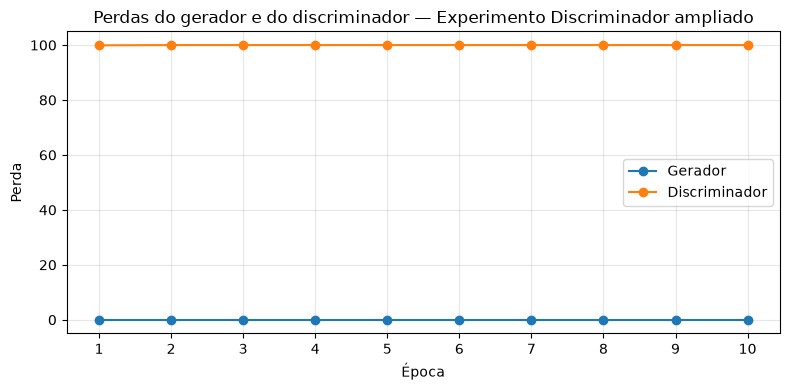 Perdas do gerador e do discriminador — Experimento Discriminador ampliado
Perda
100
80
60
40
20
0
Gerador
Discriminador
1 2 3 4 5 6 7 8 9 10
Época